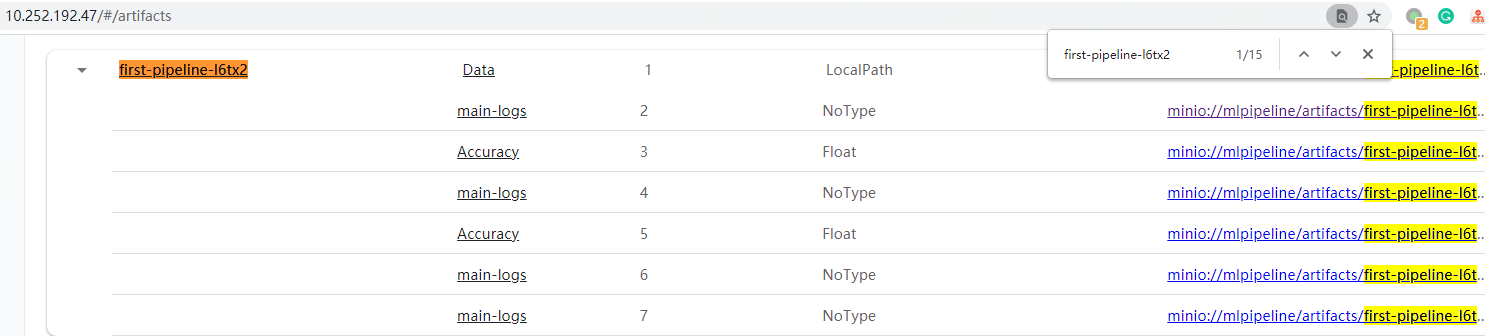 10.252.192.47/#/artifacts
2
first-pipeline-l6tx2 1/15
first-pipeline-l6tx2 Data 1 LocalPath -pipeline-l6t...
main-logs 2 NoType minio://mlpipeline/artifacts/first-pipeline-l6t...
Accuracy 3 Float minio://mlpipeline/artifacts/first-pipeline-l6t...
main-logs 4 NoType minio://mlpipeline/artifacts/first-pipeline-l6t...
Accuracy 5 Float minio://mlpipeline/artifacts/first-pipeline-l6t...
main-logs 6 NoType minio://mlpipeline/artifacts/first-pipeline-l6t...
main-logs 7 NoType minio://mlpipeline/artifacts/first-pipeline-l6t...